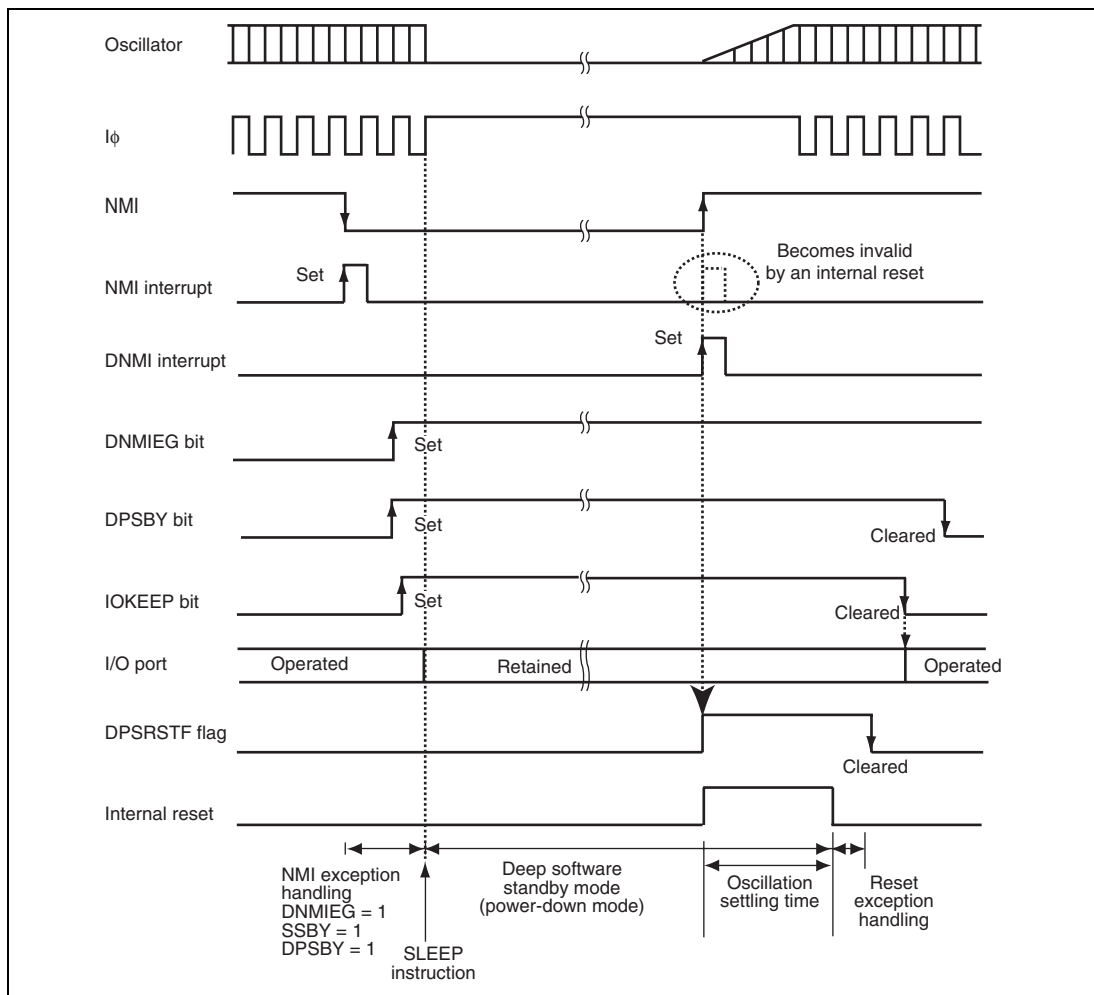 Oscillator
Iϕ
NMI
Becomes invalid
by an internal reset
Set
NMI interrupt
Set
DNMI interrupt
DNMIEG bit
Set
DPSBY bit
Set
Cleared
IOKEEP bit
Set
Cleared
I/O port
Operated
Retained
Operated
DPSRSTF flag
Cleared
Internal reset
NMI exception
handling
DNMIEG = 1
SSBY = 1
DPSBY = 1
SLEEP
instruction
Deep software
standby mode
(power-down mode)
Oscillation
settling time
Reset
exception
handling